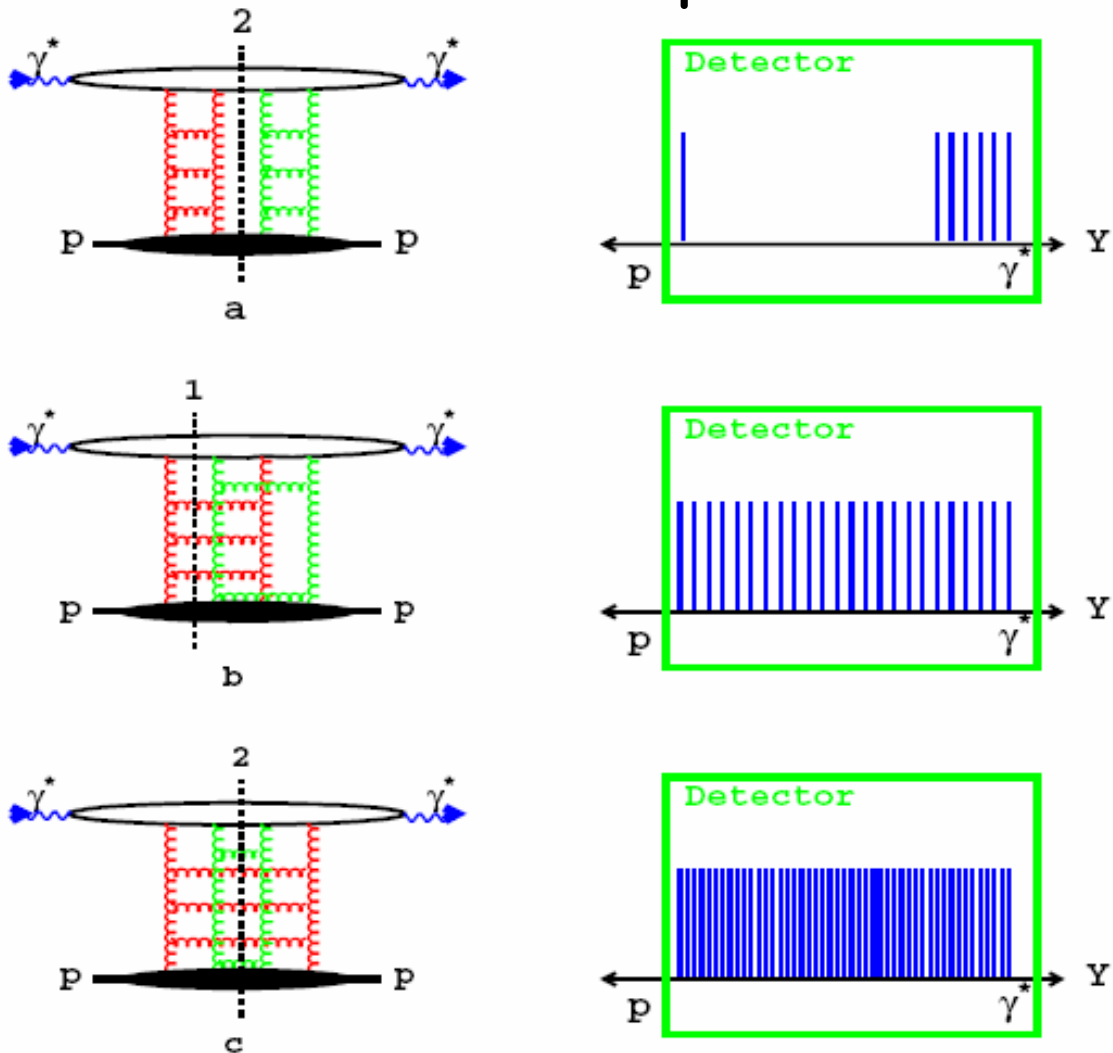 2
γ* γ*
p p
a
Detector
p γ* Y
1
γ* γ*
p p
b
Detector
p γ* Y
2
γ* γ*
p p
c
Detector
p γ* Y